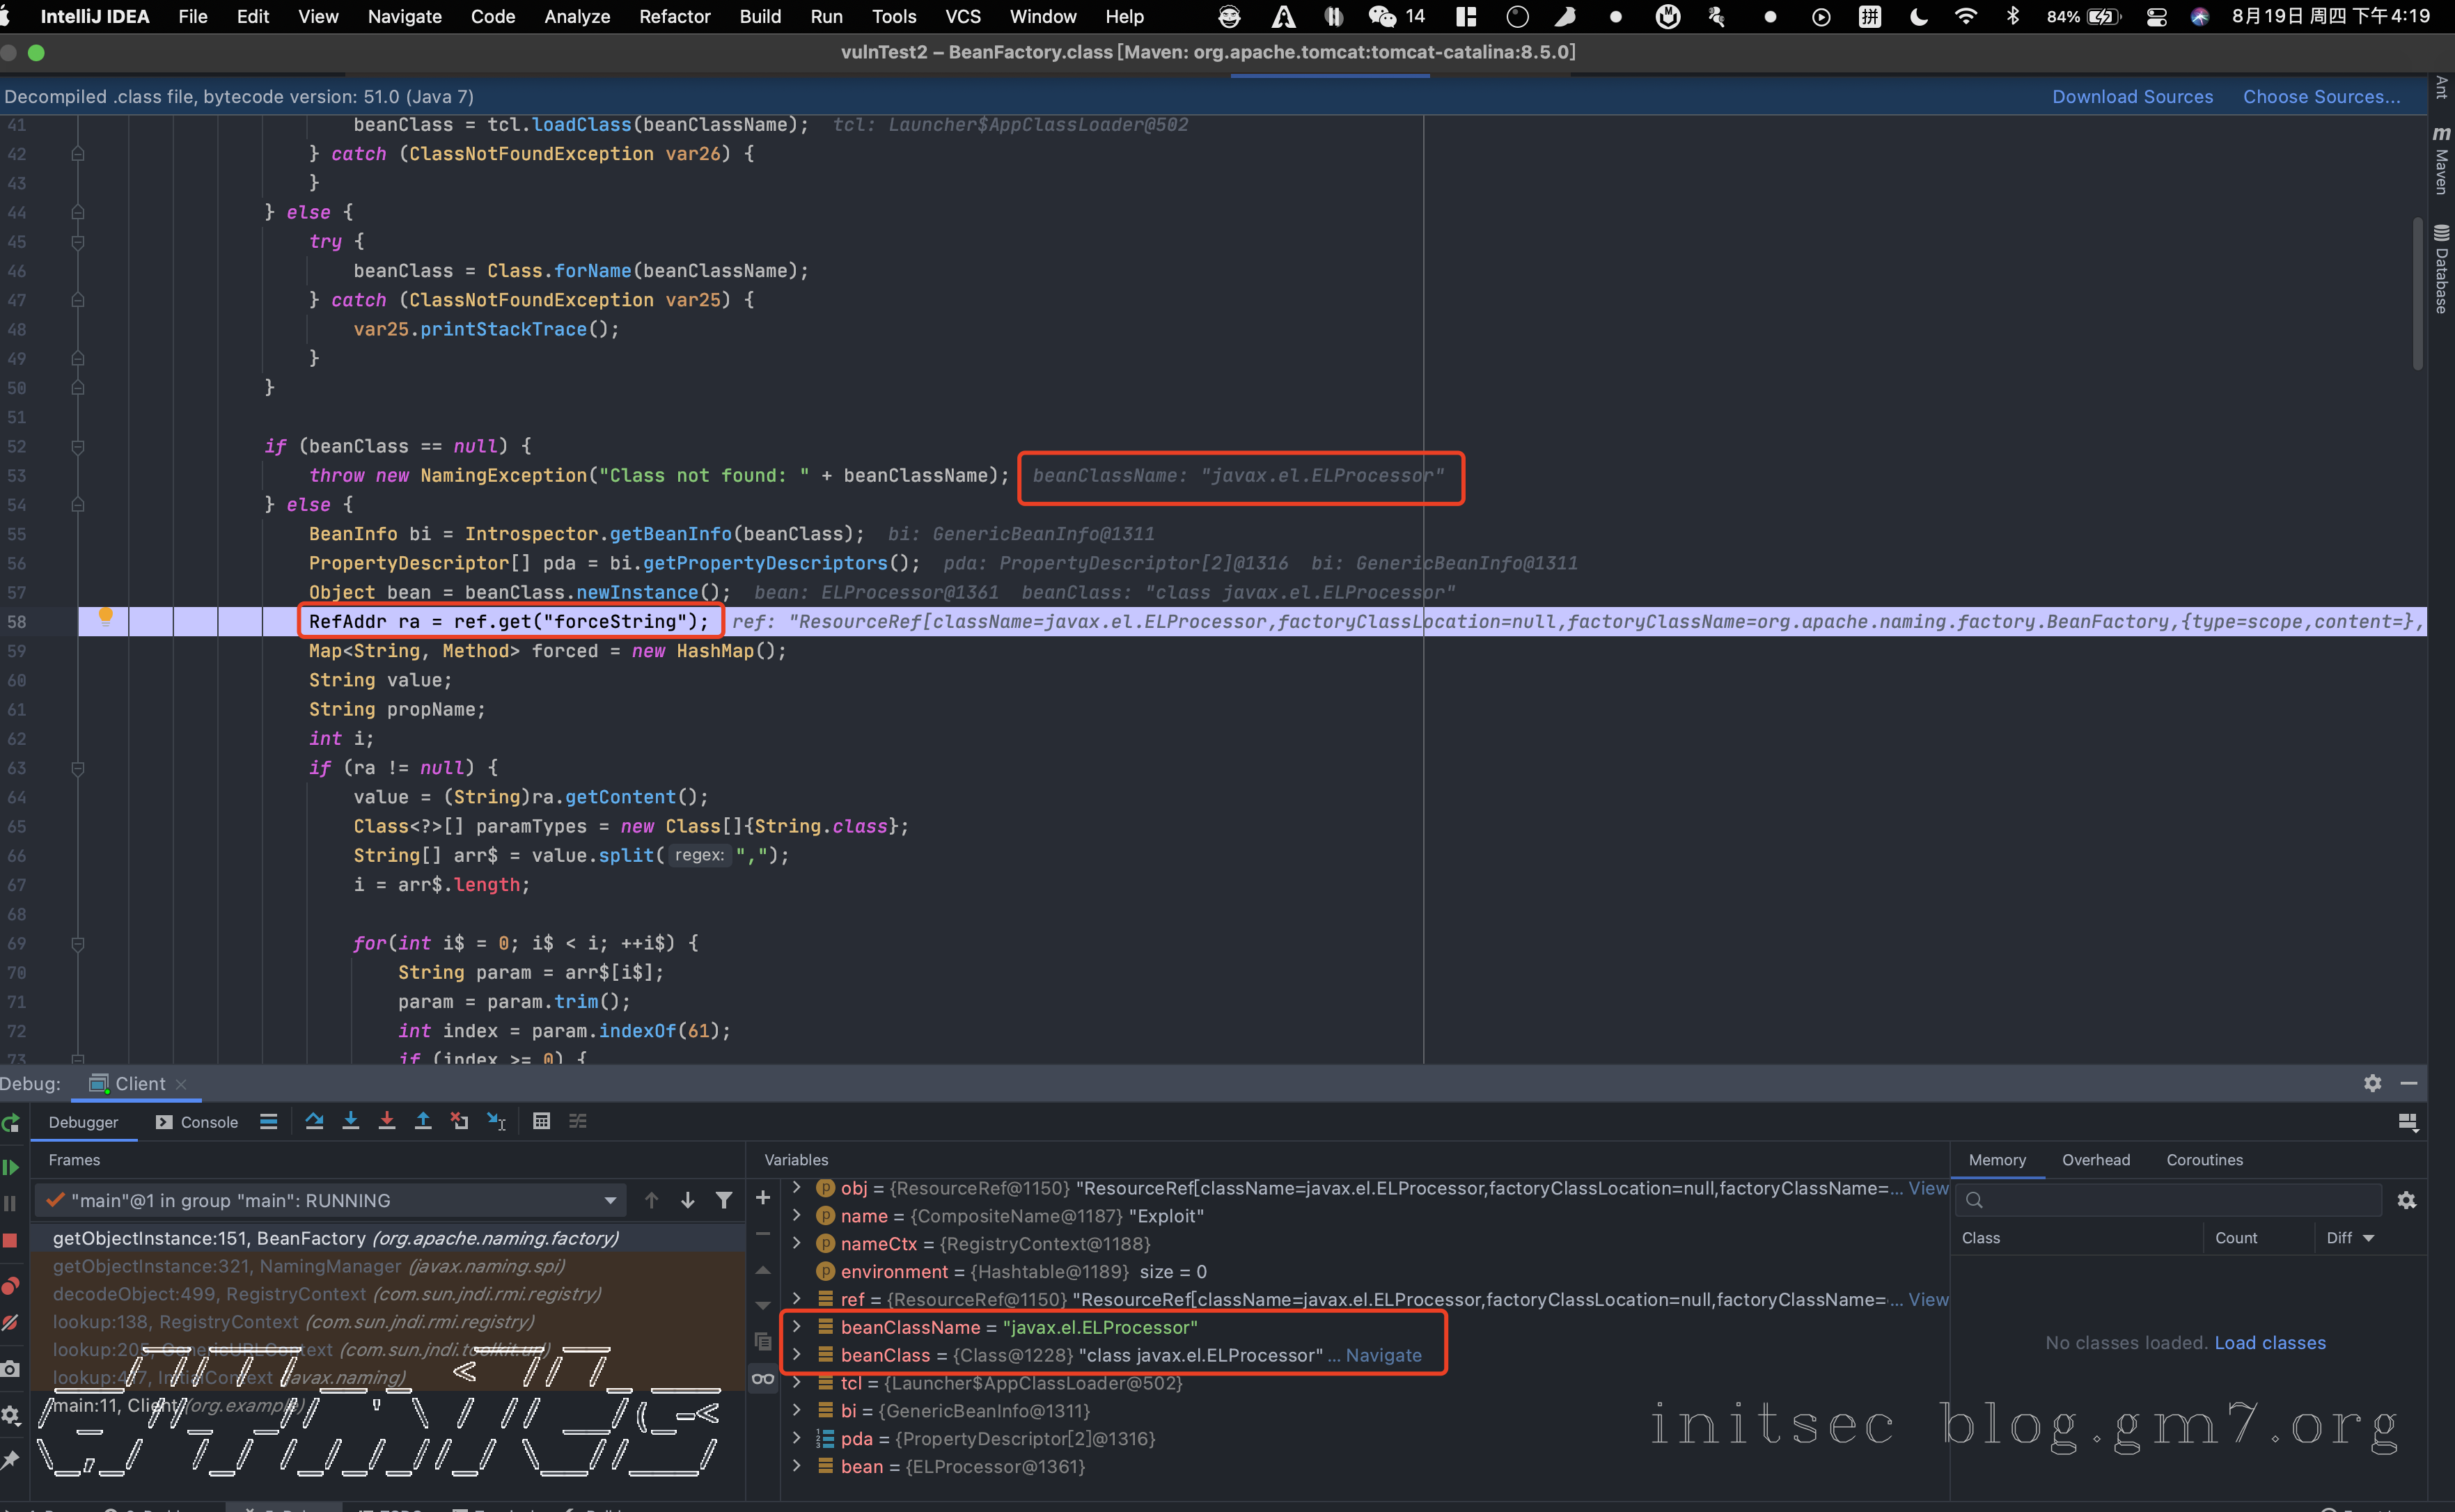 IntelliJ IDEA File Edit View Navigate Code Analyze Refactor Build Run Tools VCS Window Help 14 拼 84% 8月19日 周四 下午4:19
vulnTest2 – BeanFactory.class [Maven: org.apache.tomcat:tomcat-catalina:8.5.0]
Decompiled .class file, bytecode version: 51.0 (Java 7) Download Sources Choose Sources...
Ant
m Maven
Database
41 beanClass = tcl.loadClass(beanClassName); tcl: Launcher$AppClassLoader@502
42 } catch (ClassNotFoundException var26) {
43 }
44 } else {
45 try {
46 beanClass = Class.forName(beanClassName);
47 } catch (ClassNotFoundException var25) {
48 var25.printStackTrace();
49 }
50 }
51
52 if (beanClass == null) {
53 throw new NamingException("Class not found: " + beanClassName); beanClassName: "javax.el.ELProcessor"
54 } else {
55 BeanInfo bi = Introspector.getBeanInfo(beanClass); bi: GenericBeanInfo@1311
56 PropertyDescriptor[] pda = bi.getPropertyDescriptors(); pda: PropertyDescriptor[2]@1316 bi: GenericBeanInfo@1311
57 Object bean = beanClass.newInstance(); bean: ELProcessor@1361 beanClass: "class javax.el.ELProcessor"
58 RefAddr ra = ref.get("forceString"); ref: "ResourceRef[className=javax.el.ELProcessor,factoryClassLocation=null,factoryClassName=org.apache.naming.factory.BeanFactory,{type=scope,content=},
59 Map<String, Method> forced = new HashMap();
60 String value;
61 String propName;
62 int i;
63 if (ra != null) {
64 value = (String)ra.getContent();
65 Class<?>[] paramTypes = new Class[]{String.class};
66 String[] arr$ = value.split( regex: ",");
67 i = arr$.length;
68
69 for(int i$ = 0; i$ < i; ++i$) {
70 String param = arr$[i$];
71 param = param.trim();
72 int index = param.indexOf(61);
73 if (index >= 0) {
Debug: Client
Debugger Console
Frames
"main"@1 in group "main": RUNNING
getObjectInstance:151, BeanFactory (org.apache.naming.factory)
getObjectInstance:321, NamingManager (javax.naming.spi)
decodeObject:499, RegistryContext (com.sun.jndi.rmi.registry)
lookup:138, RegistryContext (com.sun.jndi.rmi.registry)
lookup:205, GenericURLContext (com.sun.jndi.toolkit.url)
lookup:417, InitialContext (javax.naming)
main:11, Client (org.example)
Variables
obj = {ResourceRef@1150} "ResourceRef[className=javax.el.ELProcessor,factoryClassLocation=null,factoryClassName=... View
name = {CompositeName@1187} "Exploit"
nameCtx = {RegistryContext@1188}
environment = {Hashtable@1189} size = 0
ref = {ResourceRef@1150} "ResourceRef[className=javax.el.ELProcessor,factoryClassLocation=null,factoryClassName=... View
beanClassName = "javax.el.ELProcessor"
beanClass = {Class@1228} "class javax.el.ELProcessor" ... Navigate
tcl = {Launcher$AppClassLoader@502}
bi = {GenericBeanInfo@1311}
pda = {PropertyDescriptor[2]@1316}
bean = {ELProcessor@1361}
Memory Overhead Coroutines
Class Count Diff
No classes loaded. Load classes
initsec blog.gm7.org